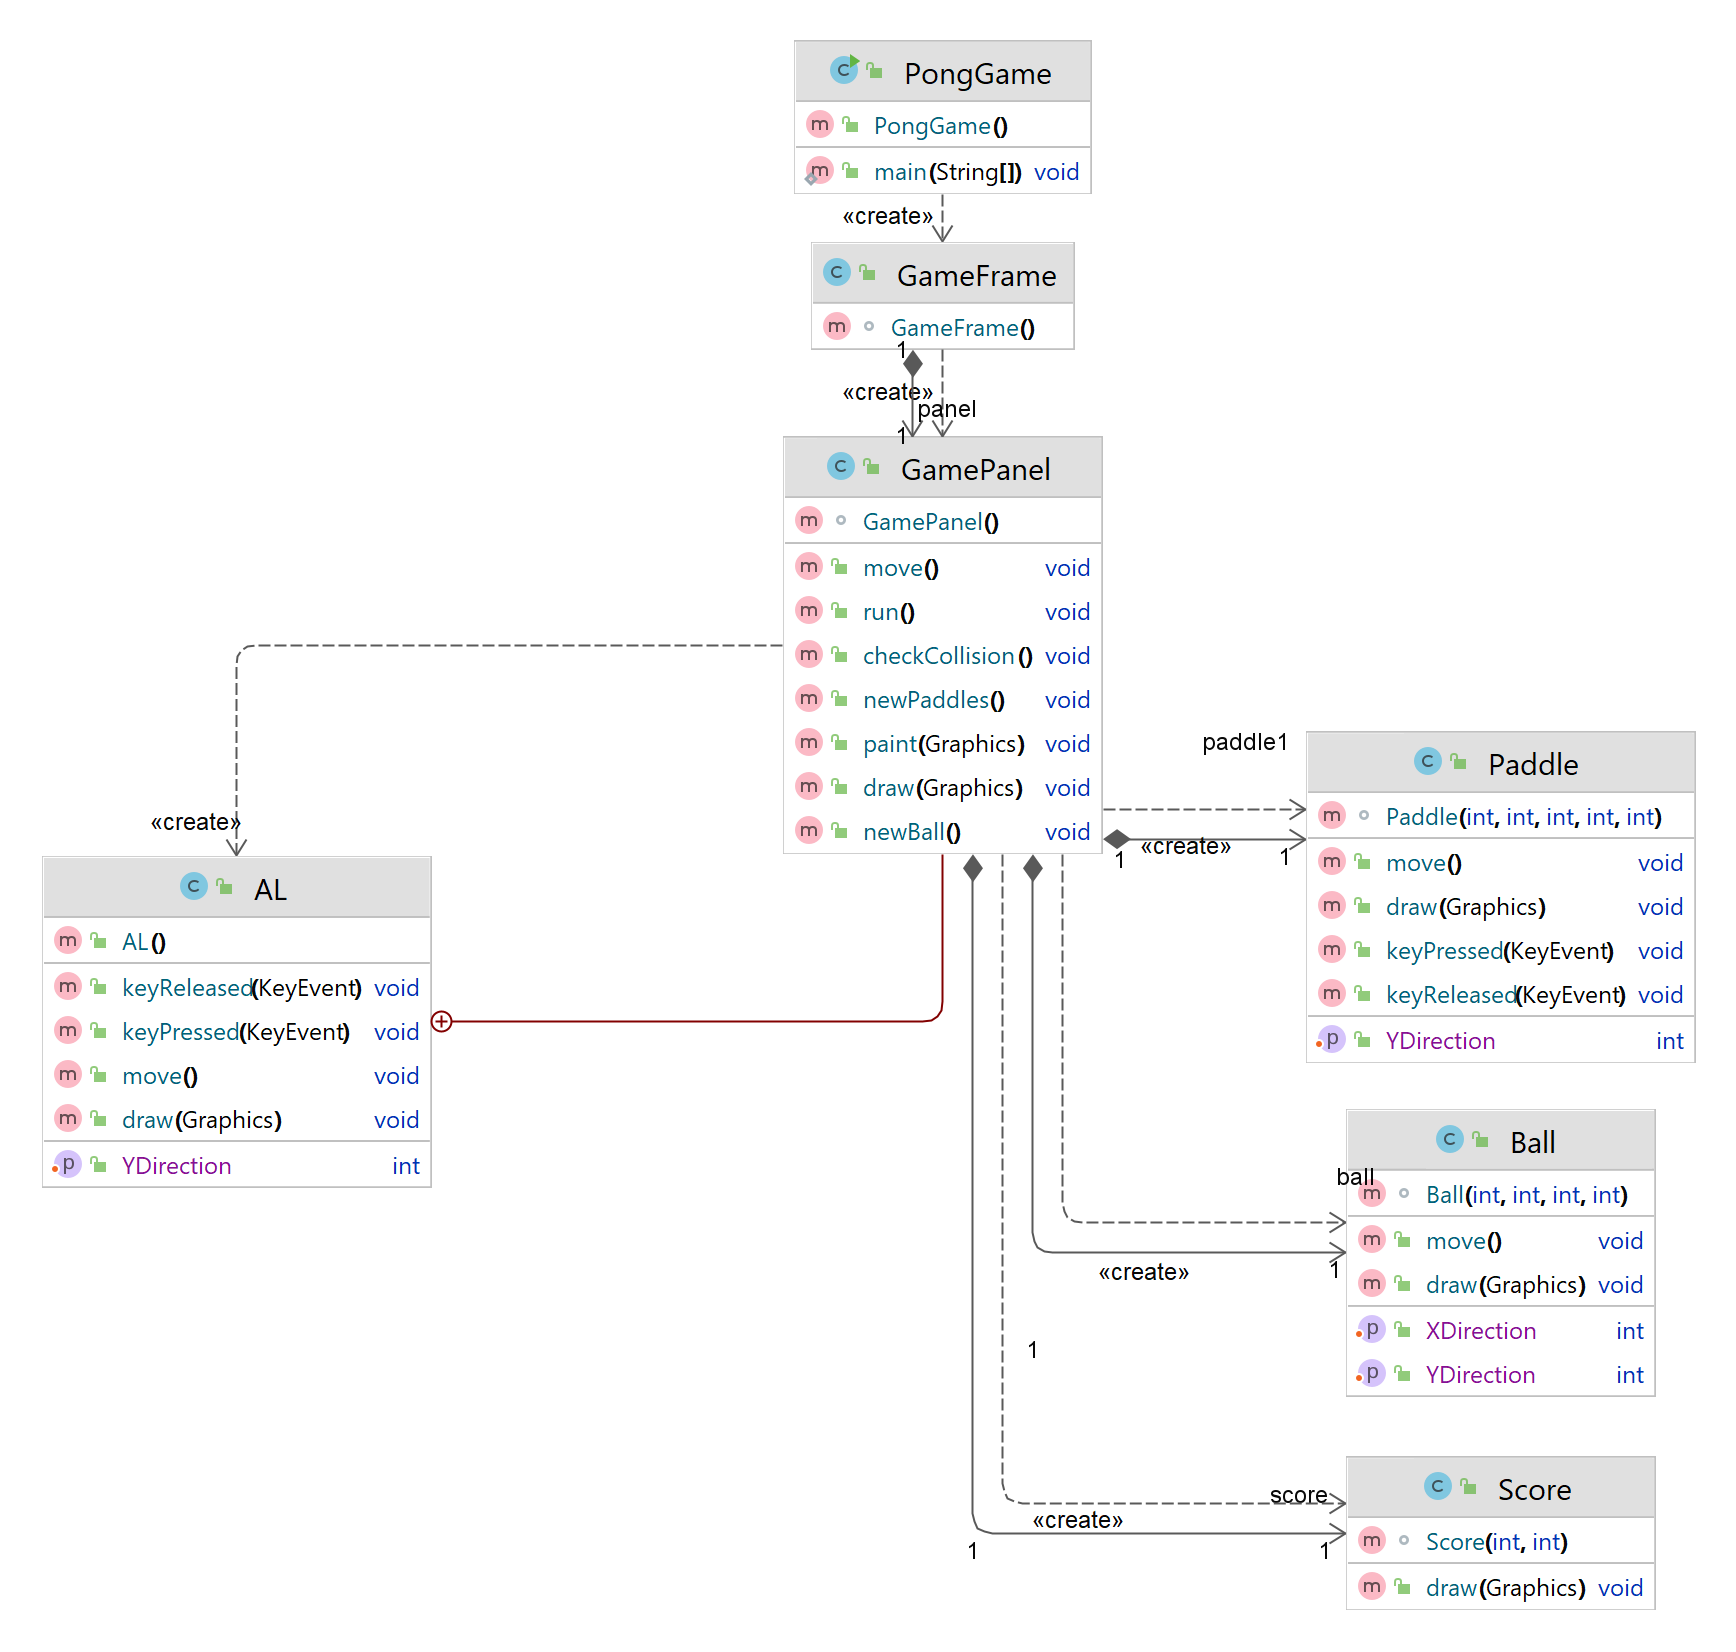 PongGame
m PongGame()
m main(String[]) void
«create»
C GameFrame
m GameFrame()
1
«create»
panel
1
C GamePanel
m GamePanel()
m move() void
m run() void
m checkCollision() void
m newPaddles() void
m paint(Graphics) void
m draw(Graphics) void
m newBall() void
«create»
C AL
m AL()
m keyReleased(KeyEvent) void
m keyPressed(KeyEvent) void
m move() void
m draw(Graphics) void
p YDirection int
paddle1
«create»
1
1
C Paddle
m Paddle(int, int, int, int, int)
m move() void
m draw(Graphics) void
m keyPressed(KeyEvent) void
m keyReleased(KeyEvent) void
p YDirection int
ball
«create»
1
1
C Ball
m Ball(int, int, int, int)
m move() void
m draw(Graphics) void
p XDirection int
p YDirection int
score
«create»
1
1
C Score
m Score(int, int)
m draw(Graphics) void